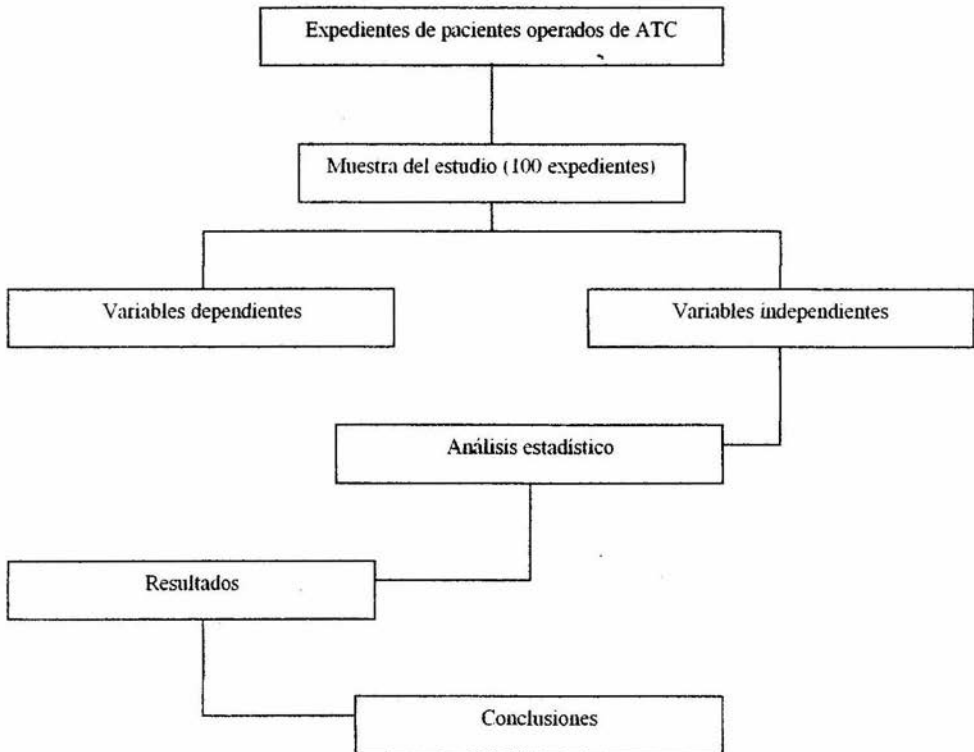 Expedientes de pacientes operados de ATC
Muestra del estudio (100 expedientes)
Variables dependientes
Variables independientes
Análisis estadístico
Resultados
Conclusiones